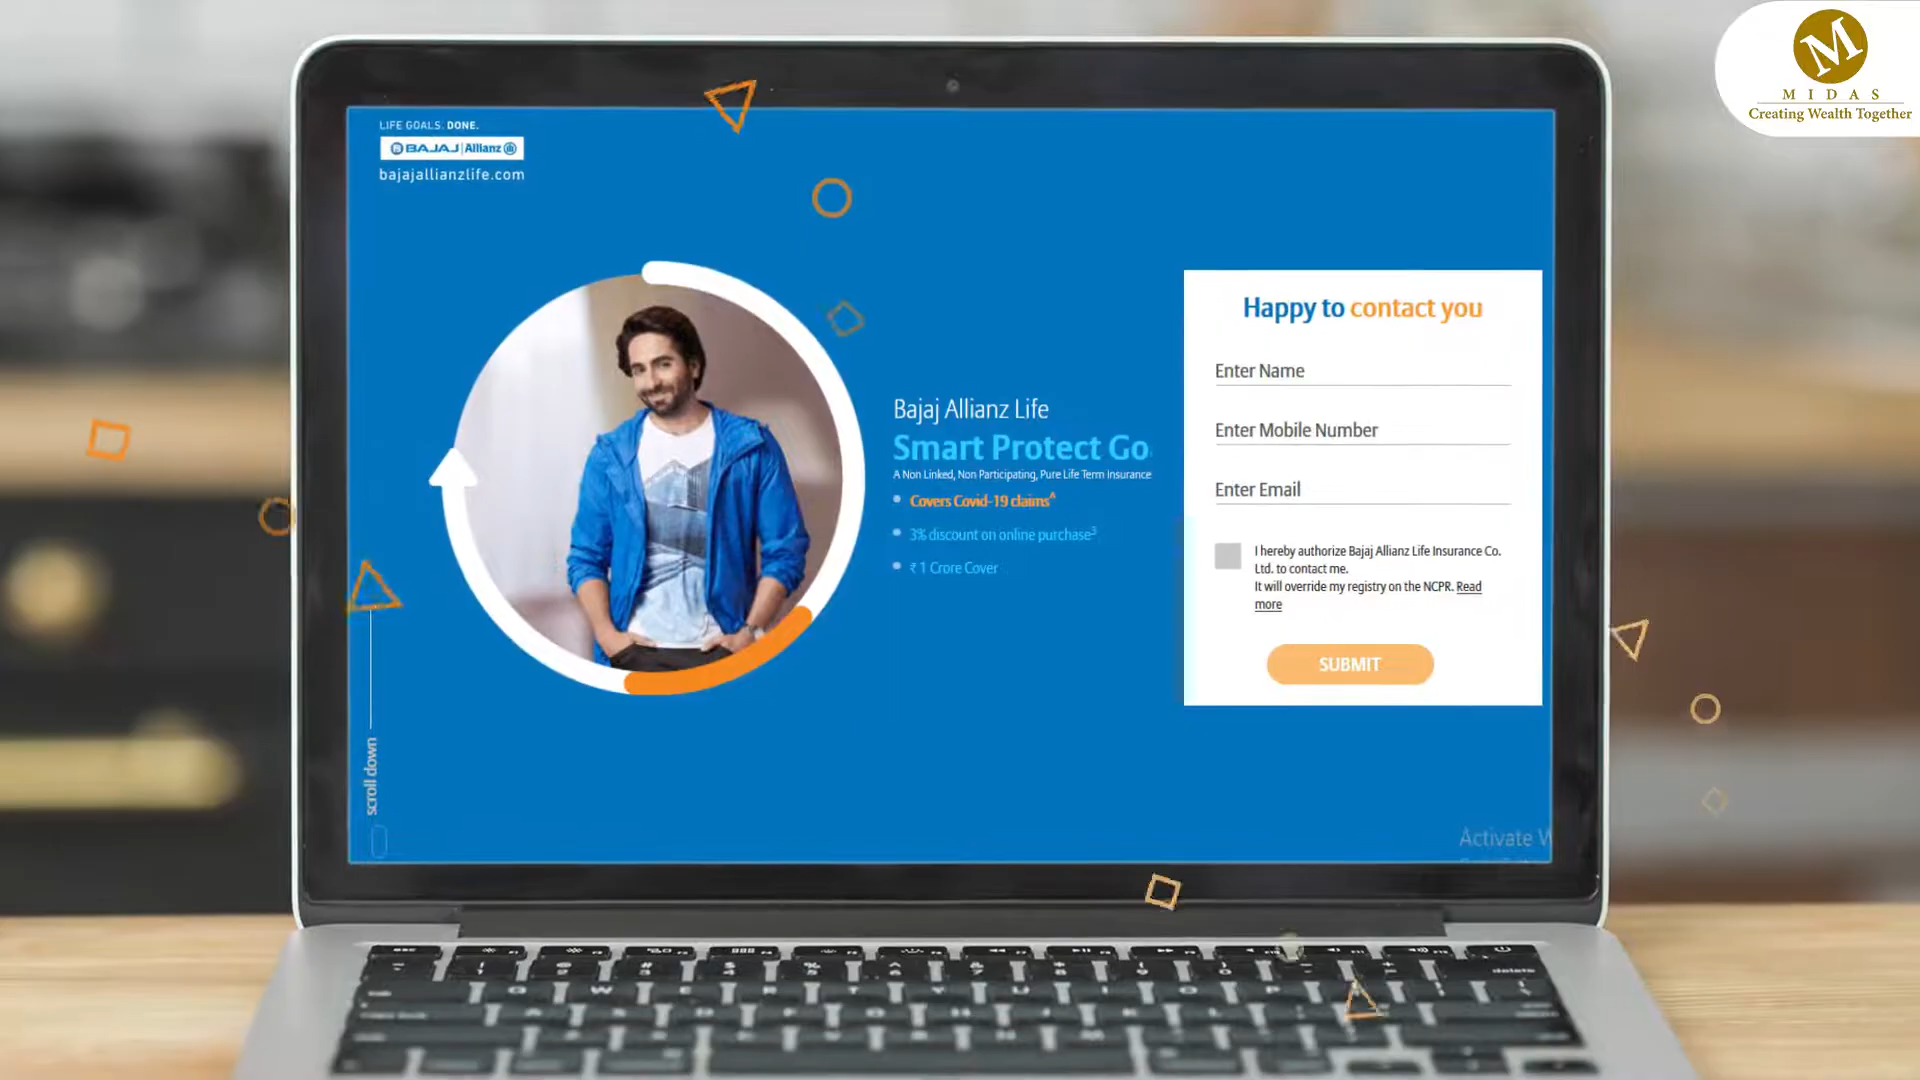 M
MIDAS
Creating Wealth Together
LIFE GOALS. DONE.
BAJAJ Allianz
bajajallianzlife.com
Happy to contact you
Enter Name
Enter Mobile Number
Enter Email
I hereby authorize Bajaj Allianz Life Insurance Co.
Ltd. to contact me.
It will override my registry on the NCPR. Read
more
SUBMIT
Bajaj Allianz Life
Smart Protect Go
A Non Linked, Non Participating, Pure Life Term Insurance
Covers Covid-19 claims^
3% discount on online purchase3
₹ 1 Crore Cover
scroll down
Activate W
delete